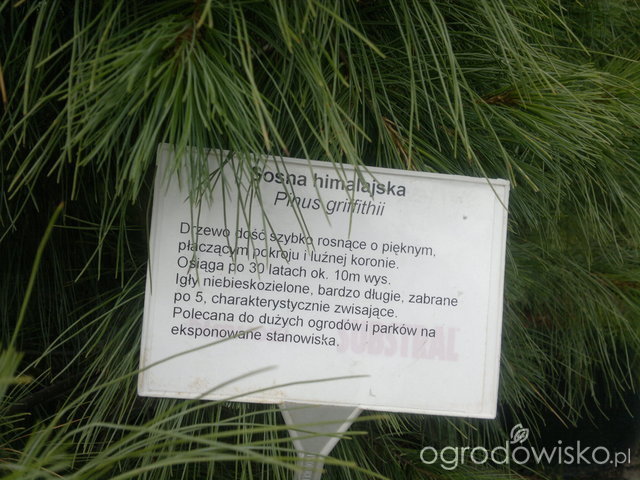 Sosna himalajska
Pinus griffithii
Drzewo dość szybko rosnące o pięknym,
płaczącym pokroju i luźnej koronie.
Osiąga po 30 latach ok. 10m wys.
Igły niebieskozielone, bardzo długie, zabrane
po 5, charakterystycznie zwisające.
Polecana do dużych ogrodów i parków na
eksponowane stanowiska.
SUBSTRAL
ogrodowisko.pl